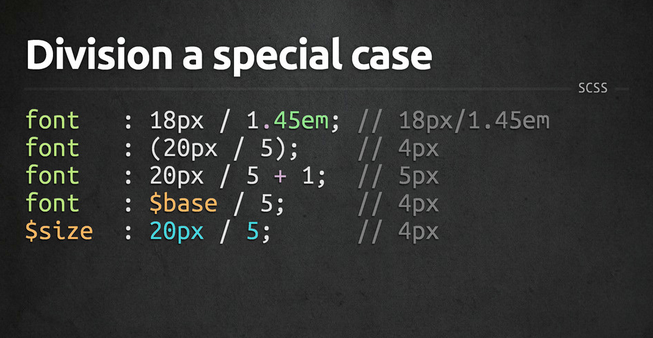 Division a special case
SCSS
font : 18px / 1.45em; // 18px/1.45em
font : (20px / 5); // 4px
font : 20px / 5 + 1; // 5px
font : $base / 5; // 4px
$size : 20px / 5; // 4px